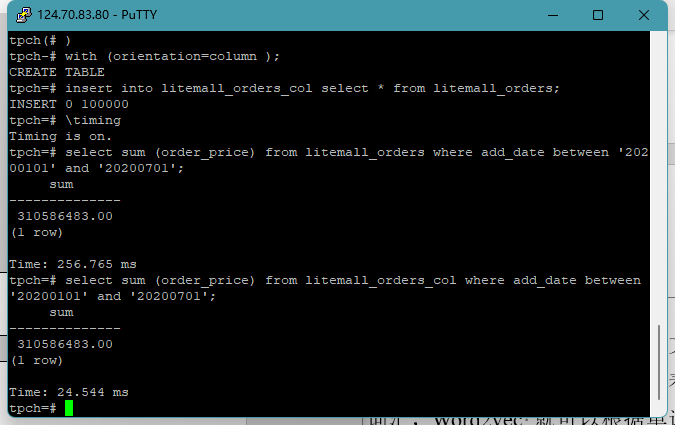 124.70.83.80 - PuTTY
tpch(# )
tpch-# with (orientation=column );
CREATE TABLE
tpch=# insert into litemall_orders_col select * from litemall_orders;
INSERT 0 100000
tpch=# \timing
Timing is on.
tpch=# select sum (order_price) from litemall_orders where add_date between '202
00101' and '20200701';
sum
--------------
310586483.00
(1 row)
Time: 256.765 ms
tpch=# select sum (order_price) from litemall_orders_col where add_date between
'20200101' and '20200701';
sum
--------------
310586483.00
(1 row)
Time: 24.544 ms
tpch=#